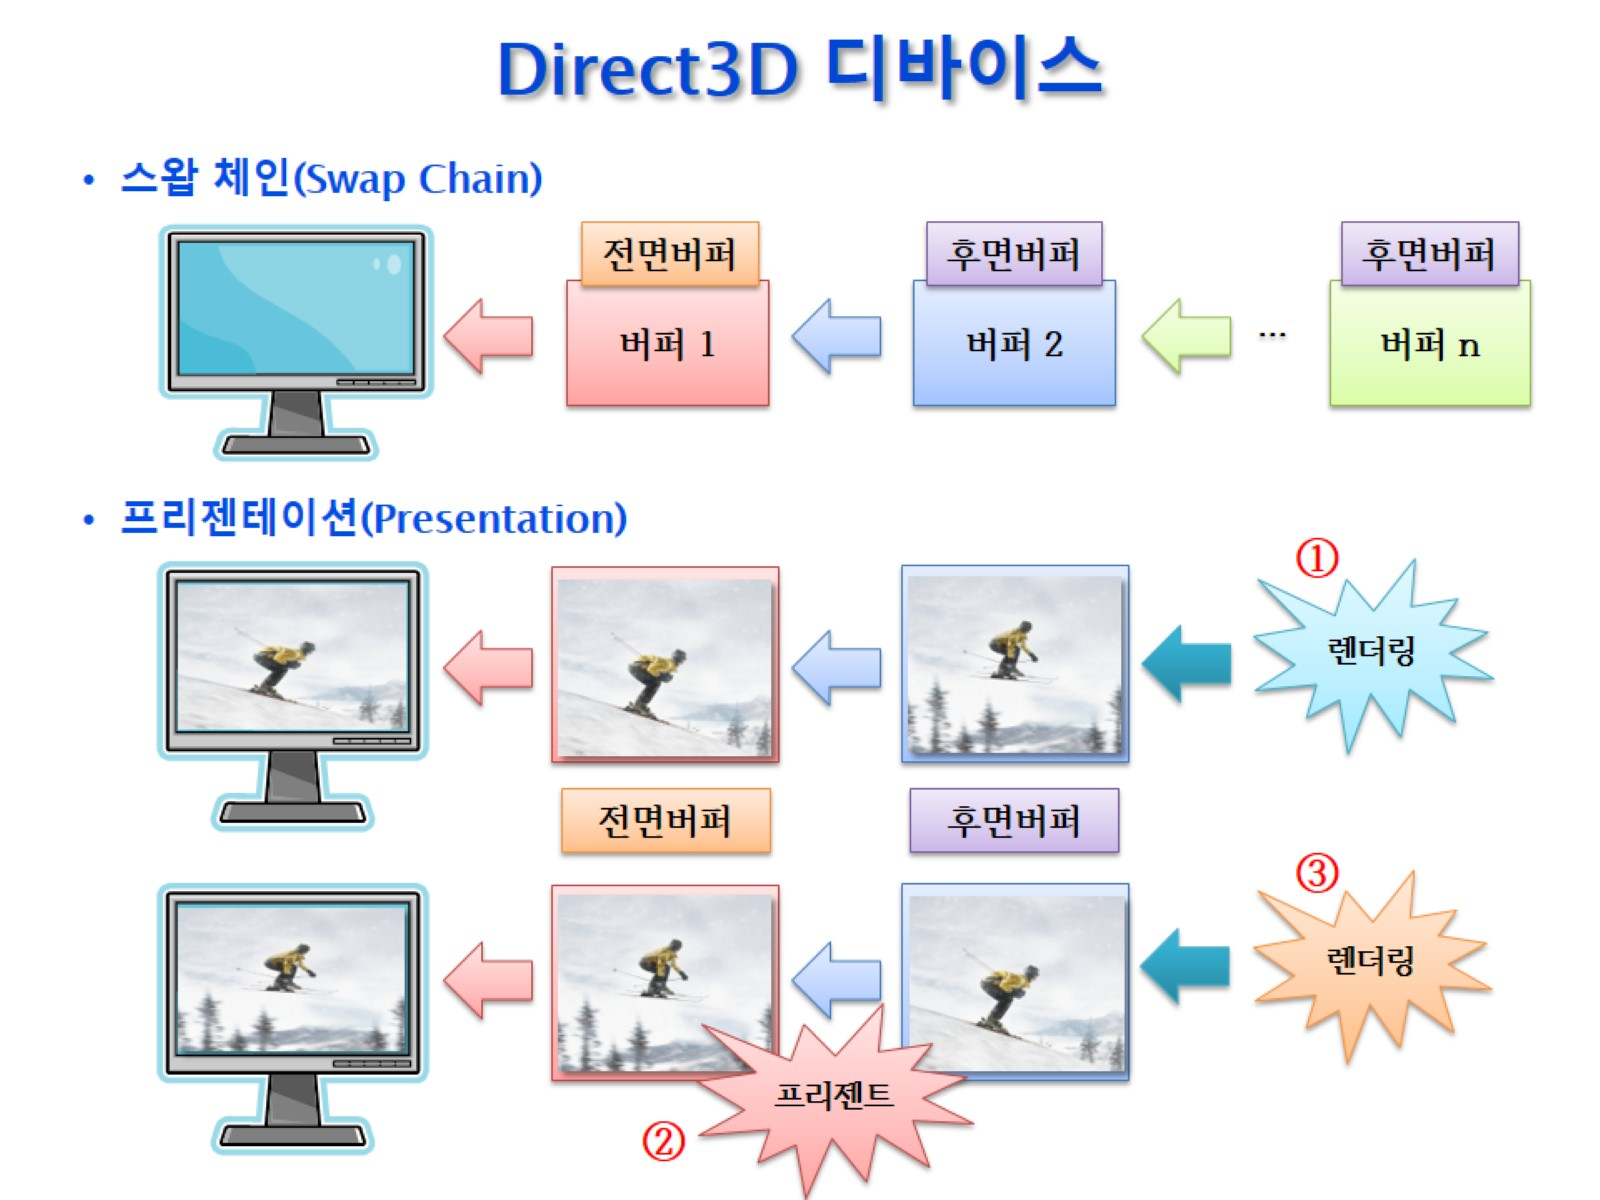 Direct3D 디바이스
• 스왑 체인(Swap Chain)
전면버퍼
후면버퍼
후면버퍼
버퍼 1
버퍼 2
...
버퍼 n
• 프리젠테이션(Presentation)
①
렌더링
전면버퍼
후면버퍼
③
렌더링
프리젠트
②